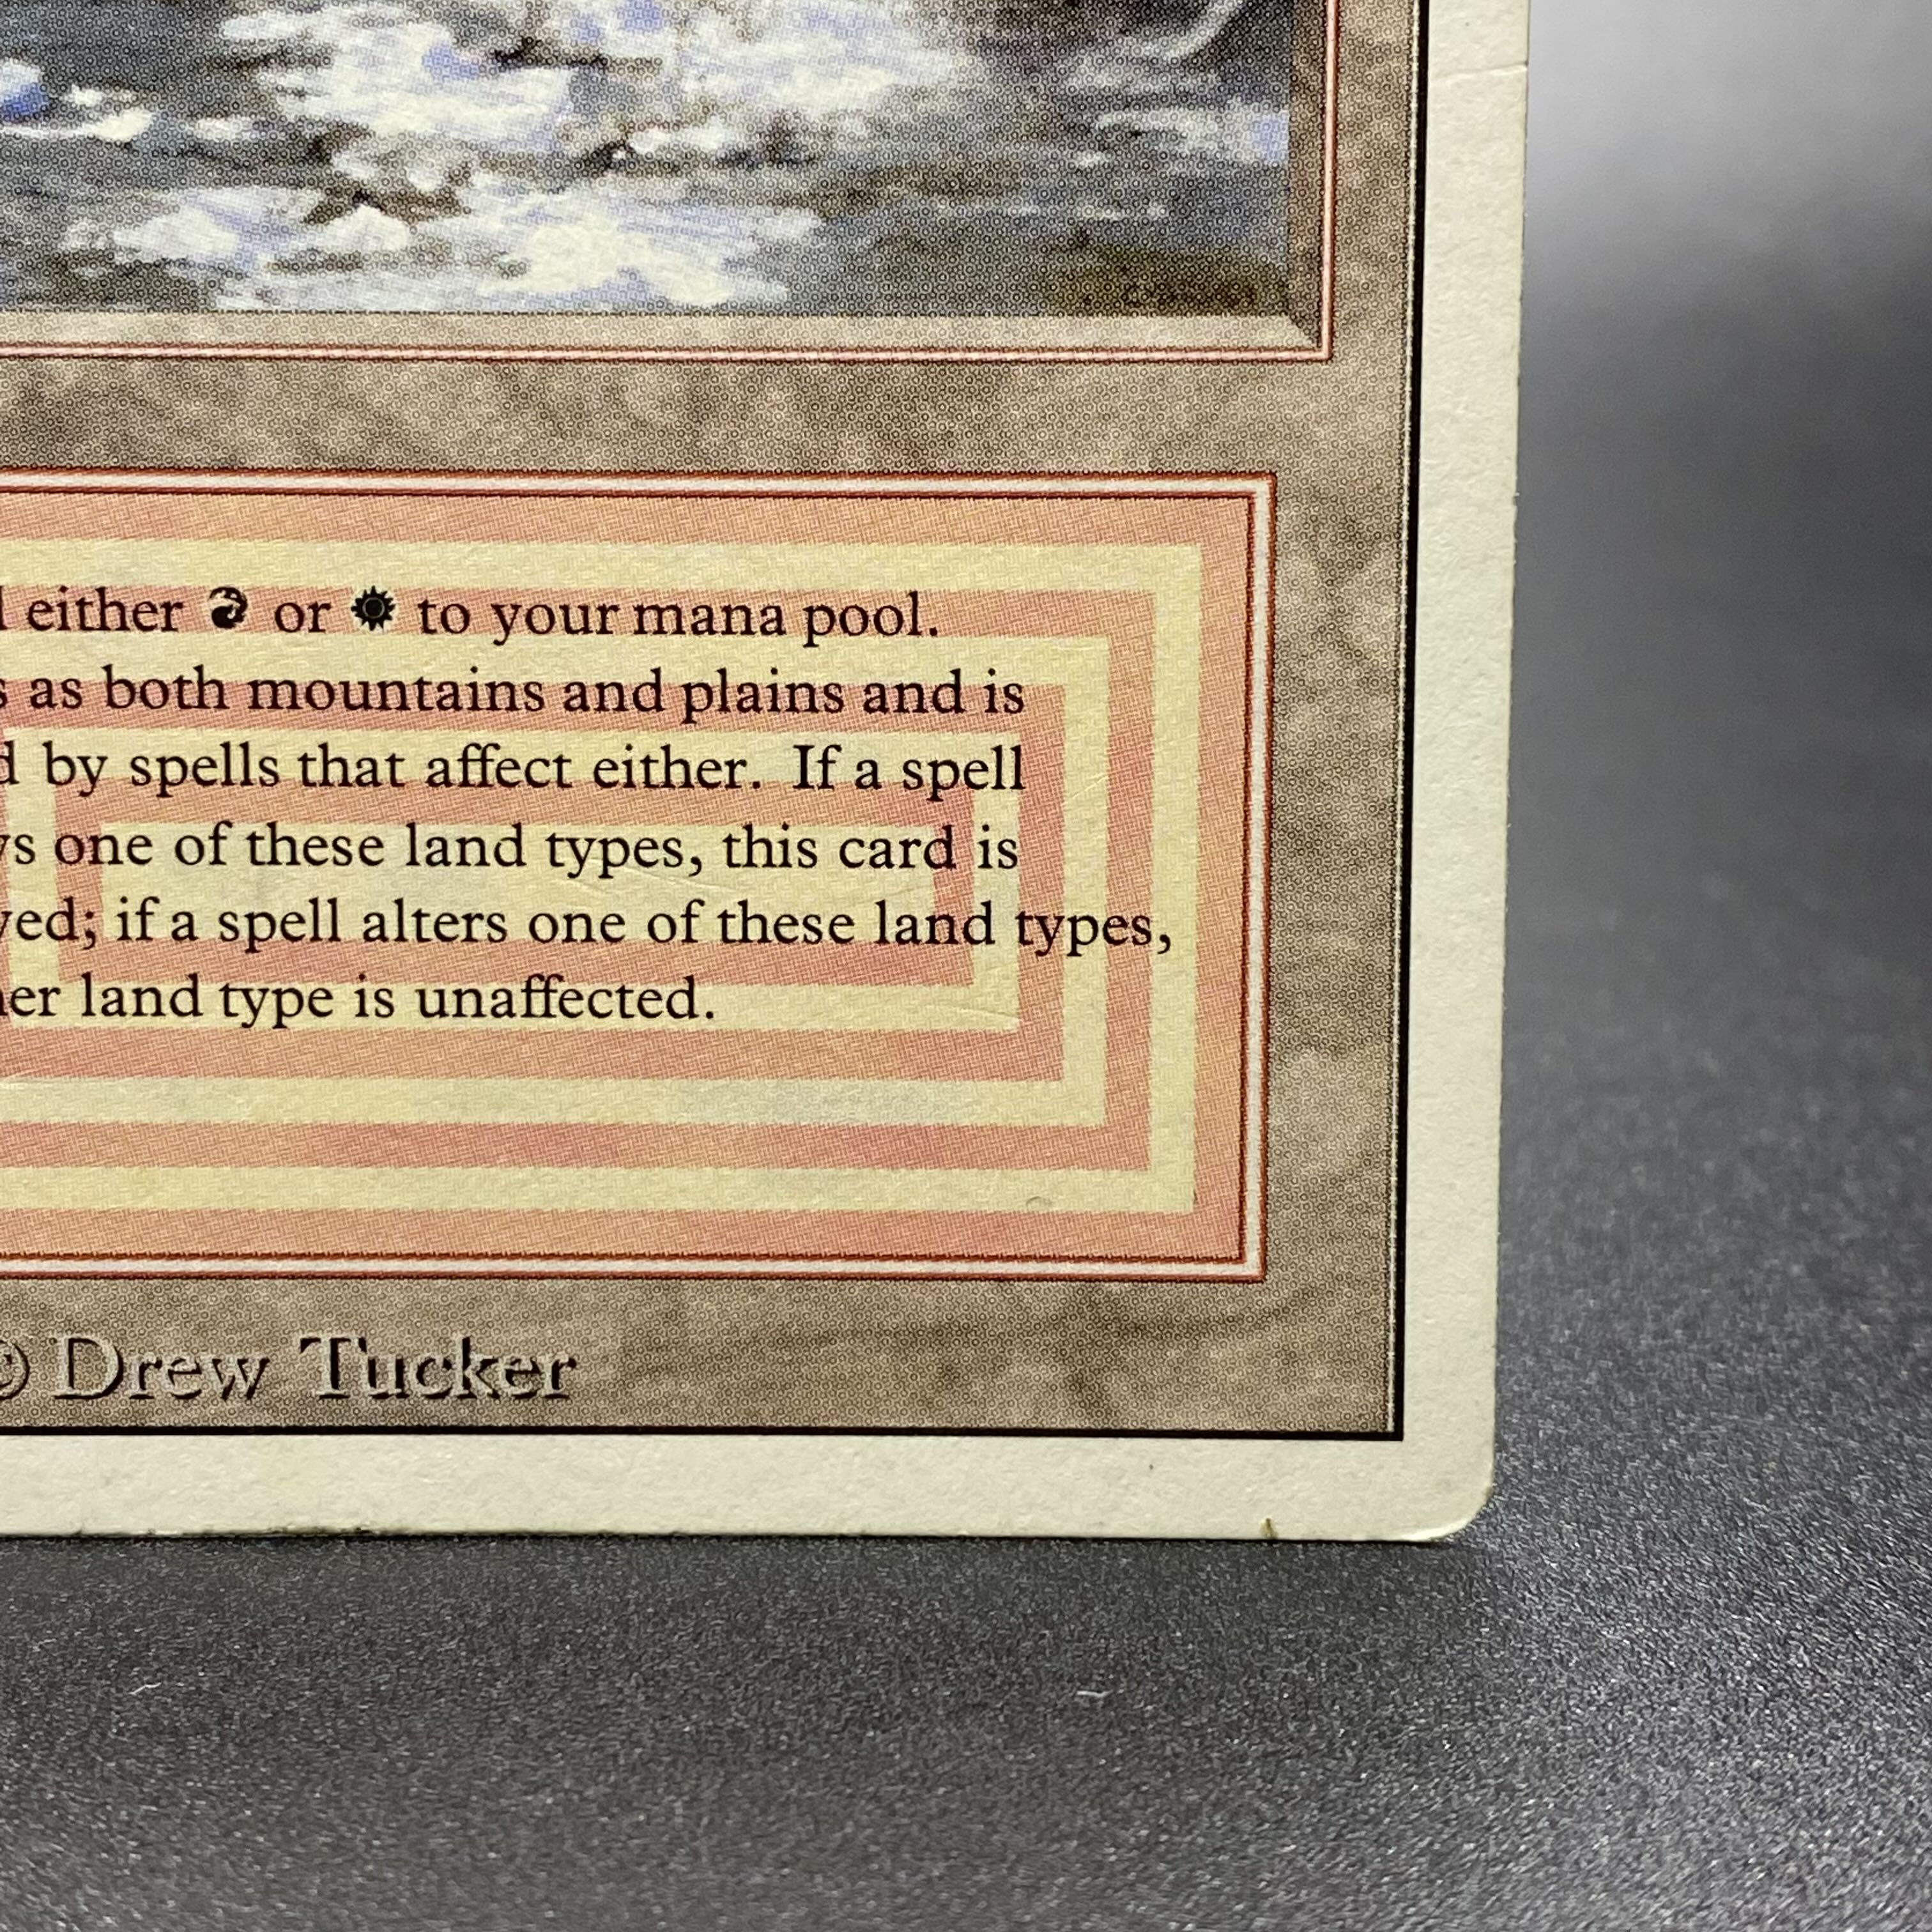 either or to your mana pool.
as both mountains and plains and is
by spells that affect either. If a spell
one of these land types, this card is
if a spell alters one of these land types,
land type is unaffected.
© Drew Tucker